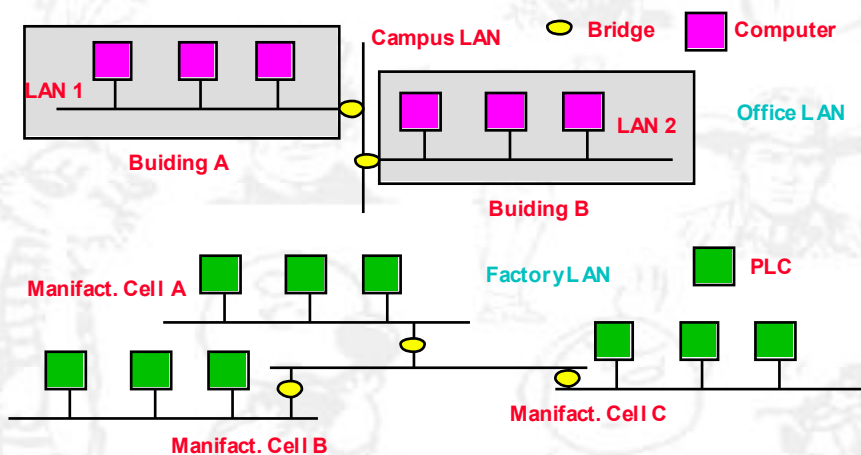 Campus LAN
Bridge
Computer
LAN 1
Office LAN
LAN 2
Buiding A
Buiding B
Factory LAN
PLC
Manifact. Cell A
Manifact. Cell C
Manifact. Cell B